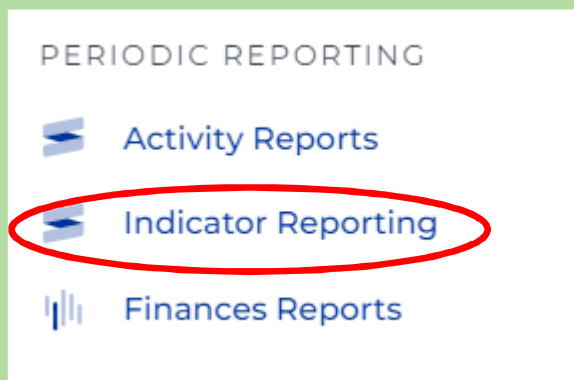 PERIODIC REPORTING
Activity Reports
Indicator Reporting
Finances Reports